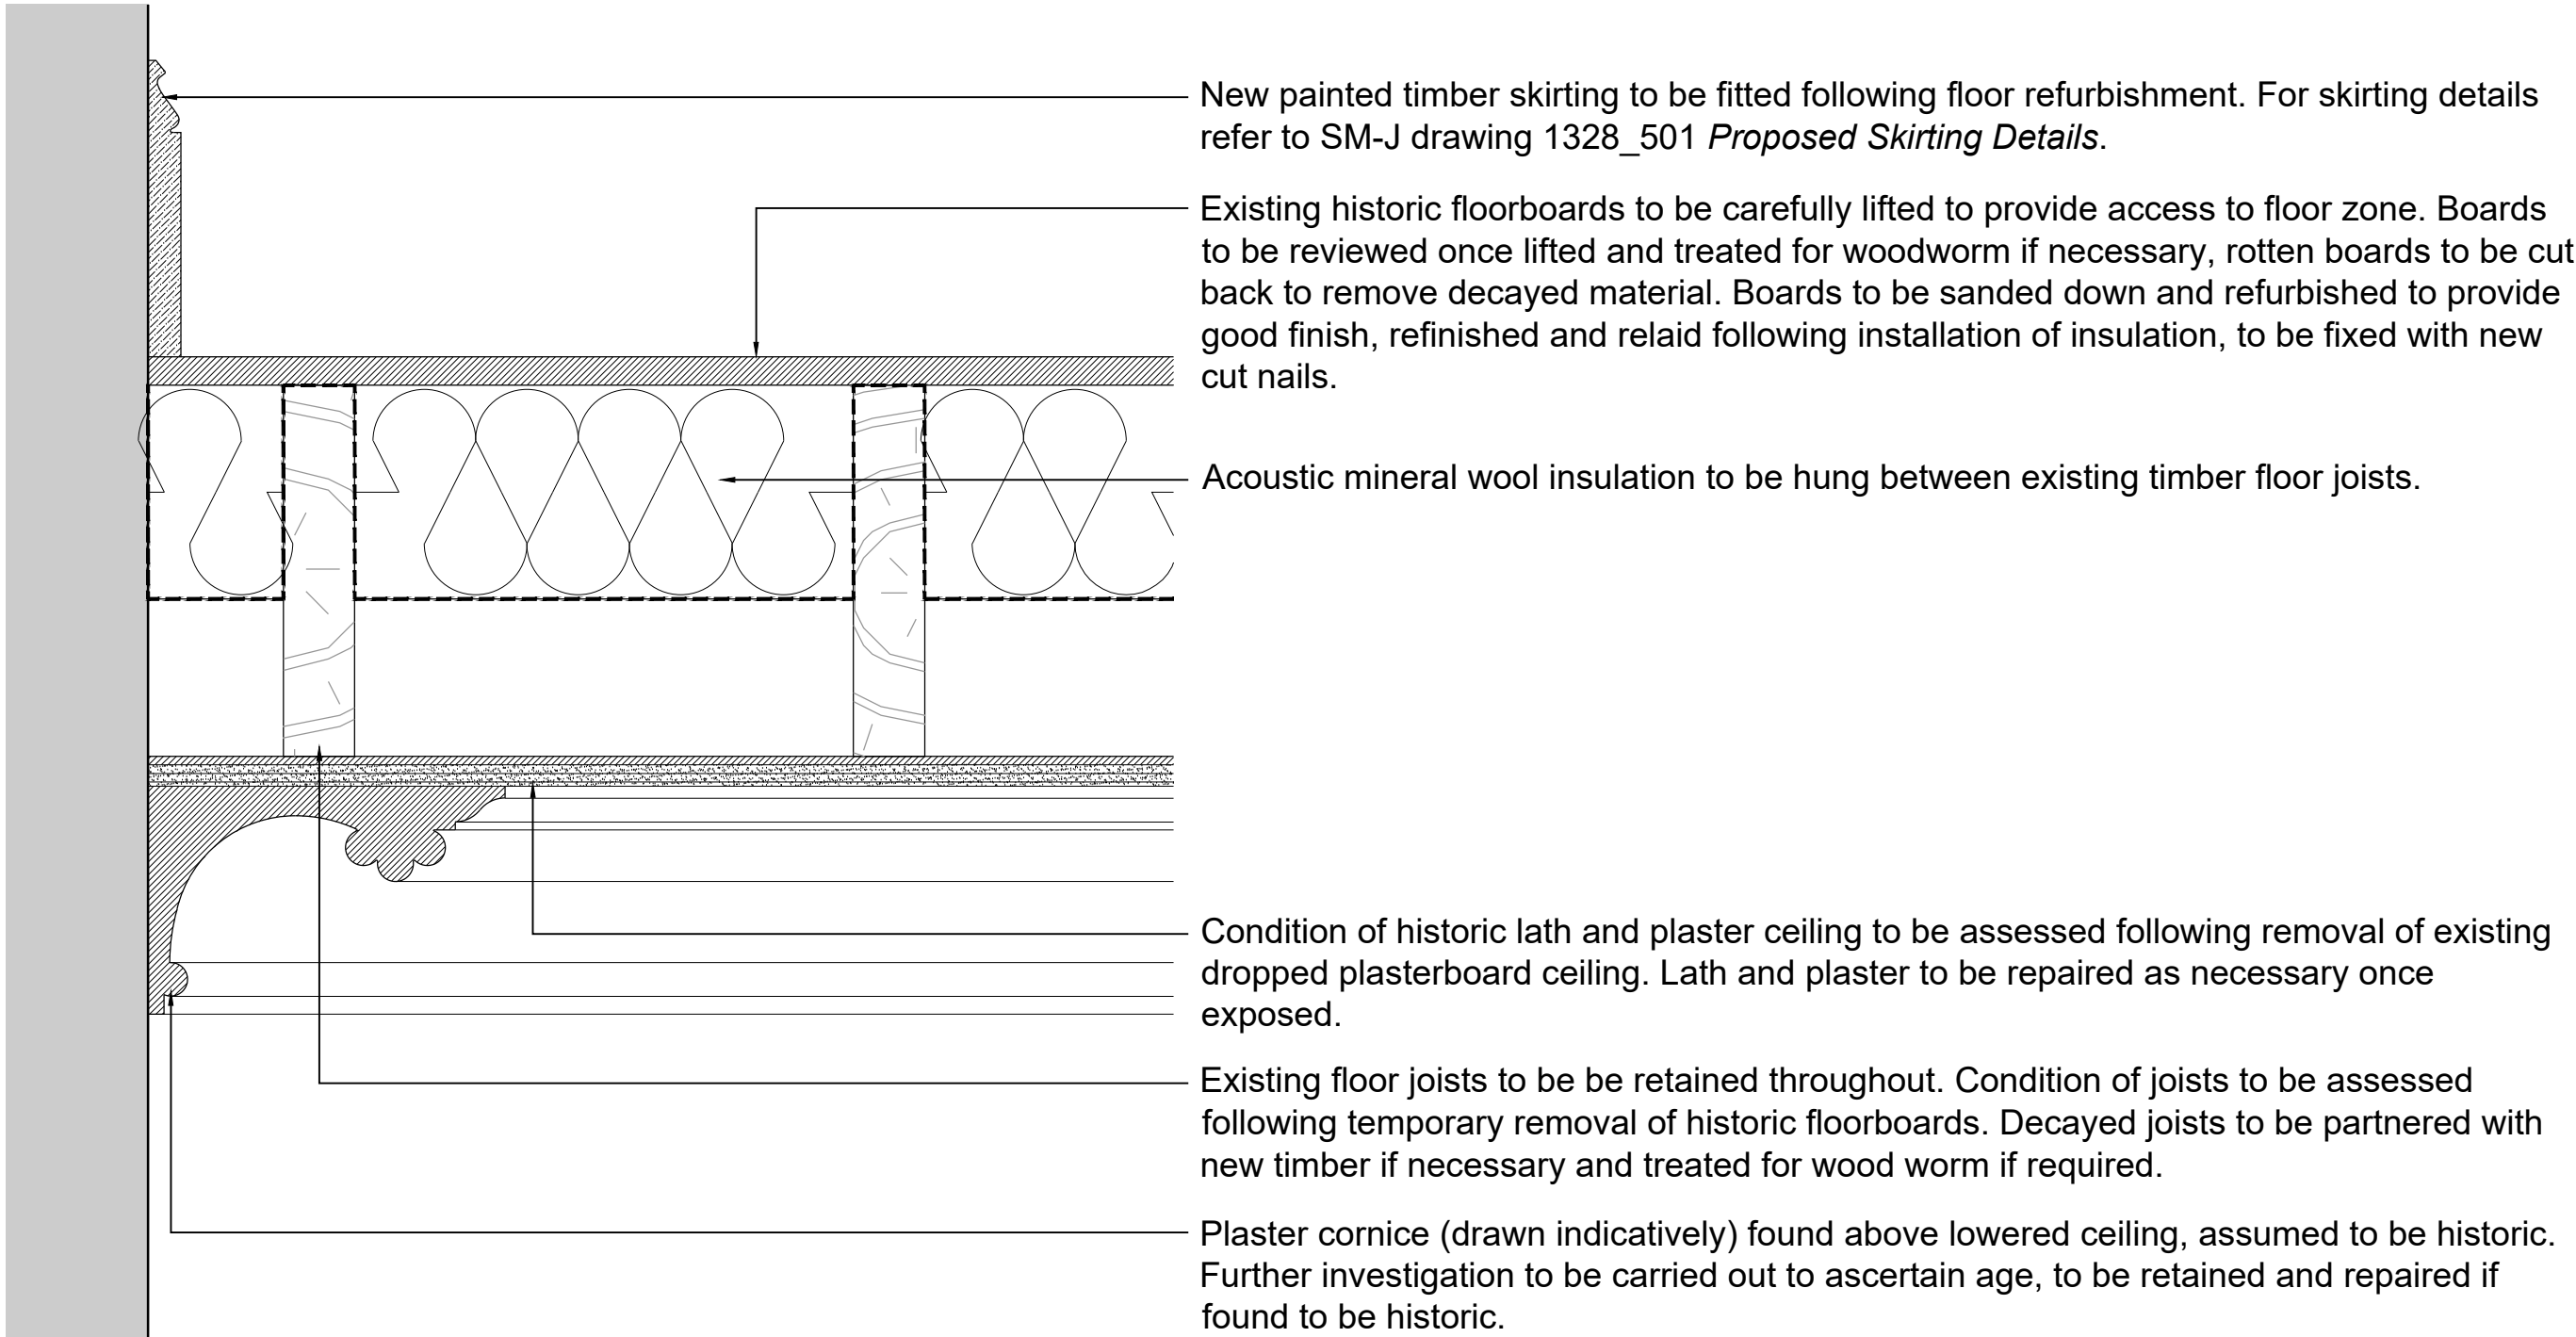 New painted timber skirting to be fitted following floor refurbishment. For skirting details
refer to SM-J drawing 1328_501 Proposed Skirting Details.
Existing historic floorboards to be carefully lifted to provide access to floor zone. Boards
to be reviewed once lifted and treated for woodworm if necessary, rotten boards to be cut
back to remove decayed material. Boards to be sanded down and refurbished to provide
good finish, refinished and relaid following installation of insulation, to be fixed with new
cut nails.
Acoustic mineral wool insulation to be hung between existing timber floor joists.
Condition of historic lath and plaster ceiling to be assessed following removal of existing
dropped plasterboard ceiling. Lath and plaster to be repaired as necessary once
exposed.
Existing floor joists to be be retained throughout. Condition of joists to be assessed
following temporary removal of historic floorboards. Decayed joists to be partnered with
new timber if necessary and treated for wood worm if required.
Plaster cornice (drawn indicatively) found above lowered ceiling, assumed to be historic.
Further investigation to be carried out to ascertain age, to be retained and repaired if
found to be historic.